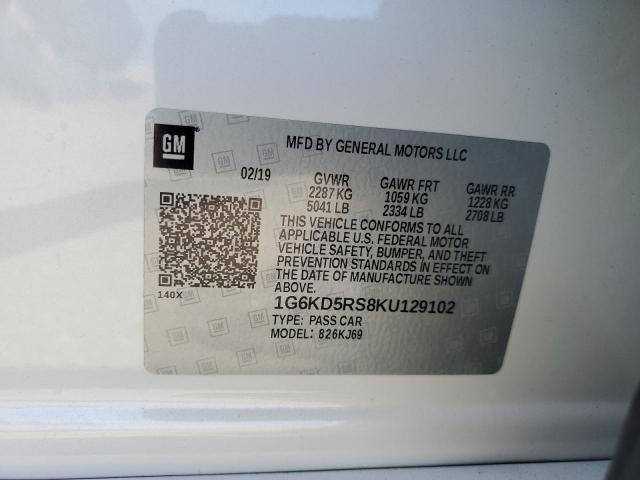 GM
MFD BY GENERAL MOTORS LLC
02/19 GVWR GAWR FRT GAWR RR
2287 KG 1059 KG 1228 KG
5041 LB 2334 LB 2708 LB
THIS VEHICLE CONFORMS TO ALL
APPLICABLE U.S. FEDERAL MOTOR
VEHICLE SAFETY, BUMPER, AND THEFT
PREVENTION STANDARDS IN EFFECT ON
THE DATE OF MANUFACTURE SHOWN
ABOVE.
140X
1G6KD5RS8KU129102
TYPE: PASS CAR
MODEL: 826KJ69